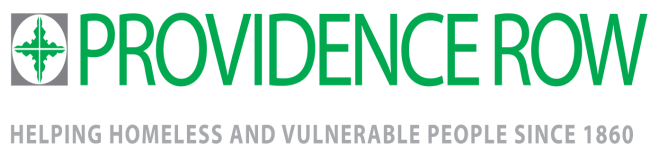 PROVIDENCE ROW
HELPING HOMELESS AND VULNERABLE PEOPLE SINCE 1860